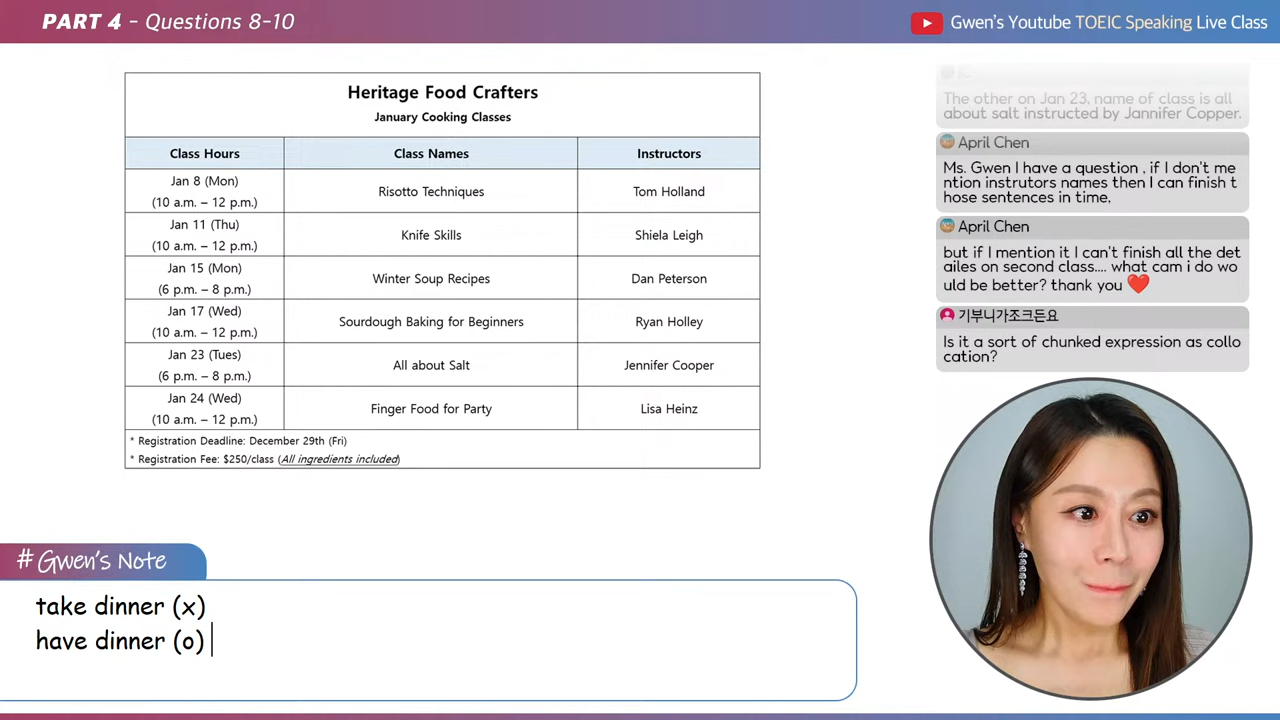 PART 4 - Questions 8-10
Gwen's Youtube TOEIC Speaking Live Class
Heritage Food Crafters
January Cooking Classes
Class Hours Class Names Instructors
Jan 8 (Mon)
(10 a.m. – 12 p.m.)
Risotto Techniques
Tom Holland
Jan 11 (Thu)
(10 a.m. – 12 p.m.)
Knife Skills
Shiela Leigh
Jan 15 (Mon)
(6 p.m. – 8 p.m.)
Winter Soup Recipes
Dan Peterson
Jan 17 (Wed)
(10 a.m. – 12 p.m.)
Sourdough Baking for Beginners
Ryan Holley
Jan 23 (Tues)
(6 p.m. – 8 p.m.)
All about Salt
Jennifer Cooper
Jan 24 (Wed)
(10 a.m. – 12 p.m.)
Finger Food for Party
Lisa Heinz
* Registration Deadline: December 29th (Fri)
* Registration Fee: $250/class (All ingredients included)
The other on Jan 23, name of class is all
about salt instructed by Jannifer Copper.
April Chen
Ms. Gwen I have a question , if I don't me
ntion instrutors names then I can finish t
hose sentences in time.
April Chen
but if I mention it I can't finish all the det
ailes on second class.... what cam i do wo
uld be better? thank you ❤️
기부니가조크든요
Is it a sort of chunked expression as collo
cation?
# Gwen's Note
take dinner (x)
have dinner (o)